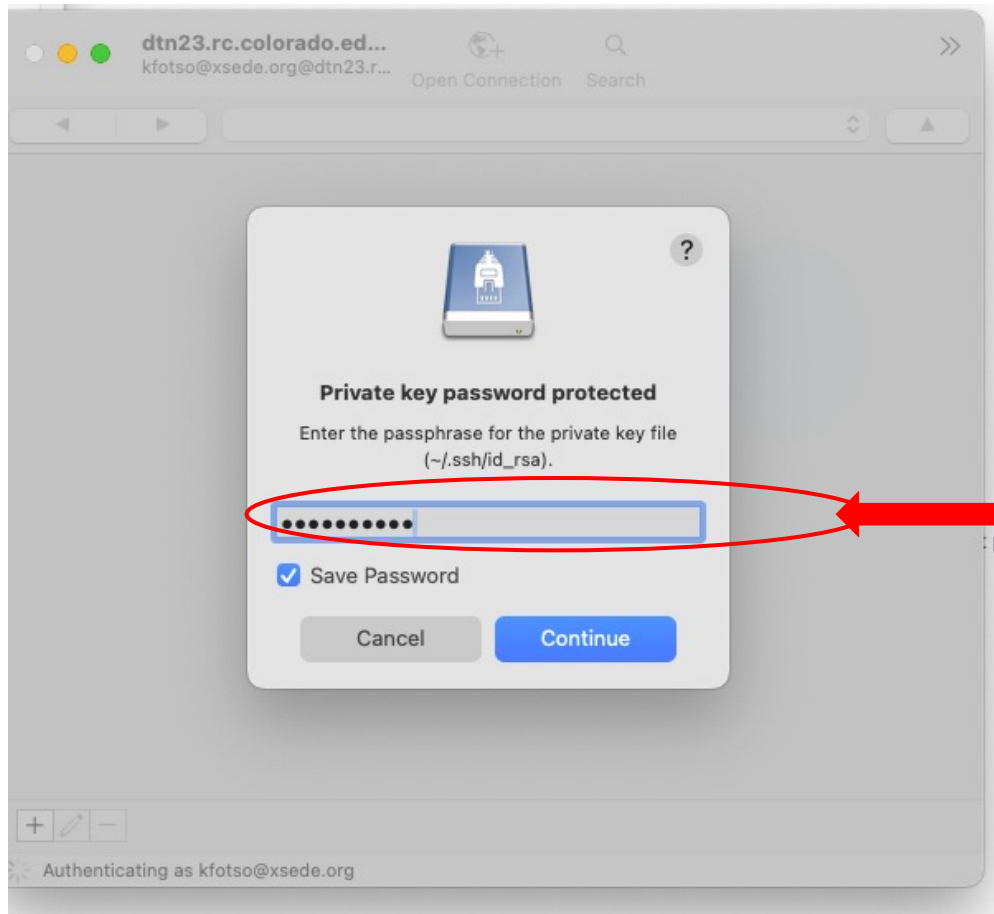 dtn23.rc.colorado.ed...
kfotso@xsede.org@dtn23.r...
Open Connection
Search
?
Private key password protected
Enter the passphrase for the private key file
(~/.ssh/id_rsa).
••••••••••
Save Password
Cancel
Continue
Authenticating as kfotso@xsede.org